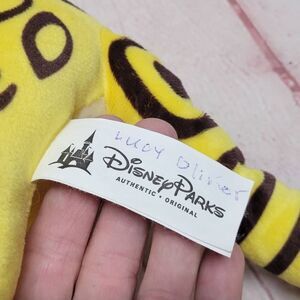 Lucy Oliver
DISNEY PARKS
AUTHENTIC • ORIGINAL